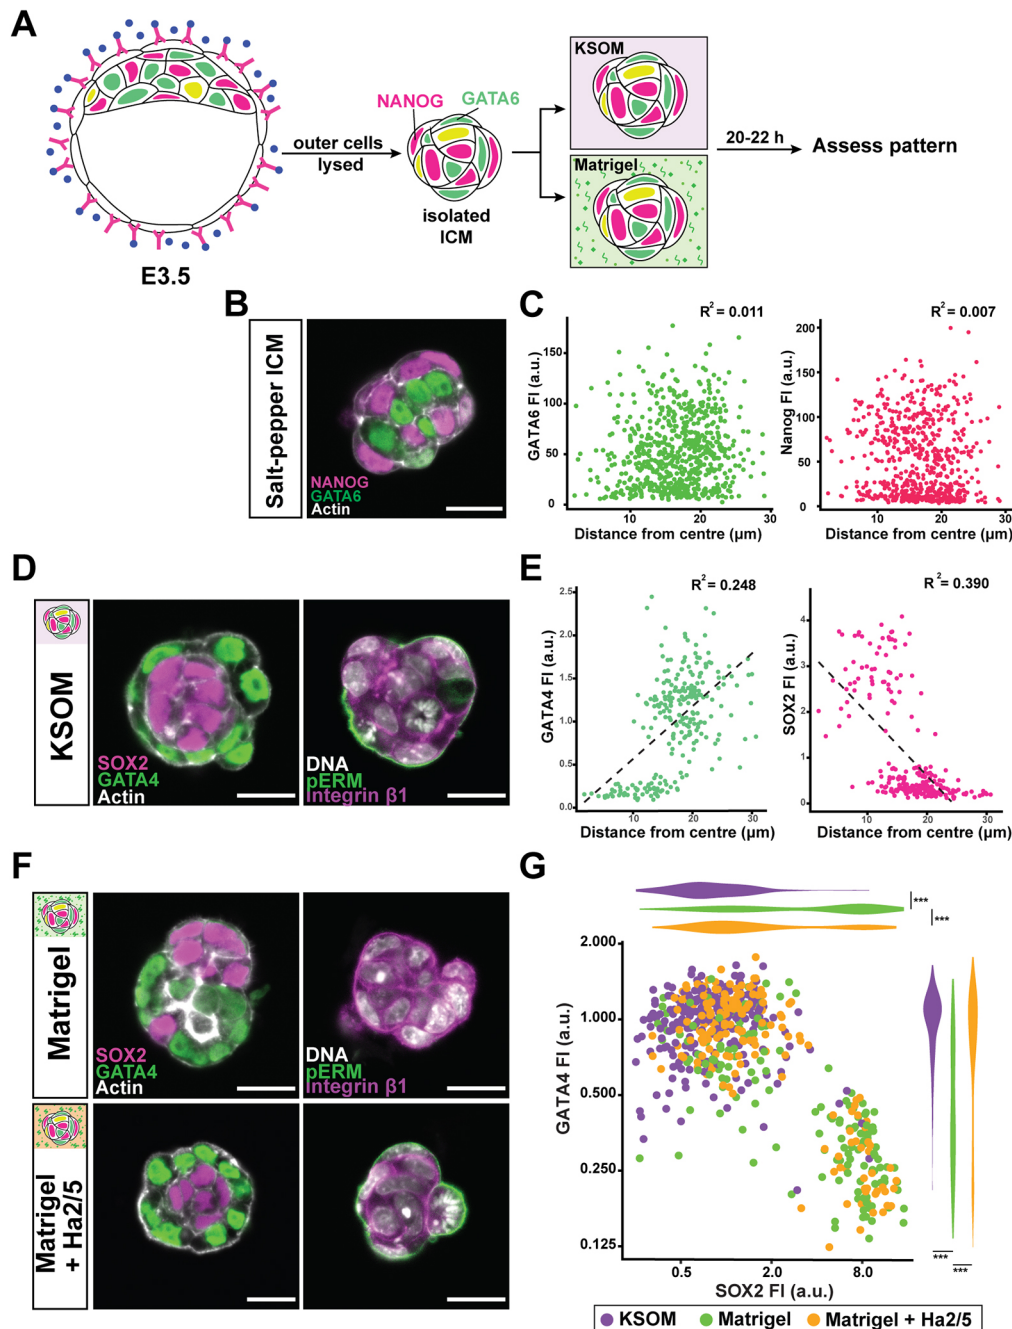 A
NANOG
GATA6
outer cells
lysed
isolated
ICM
E3.5
KSOM
Matrigel
20-22 h
Assess pattern
B
Salt-pepper ICM
NANOG
GATA6
Actin
C
R² = 0.011
GATA6 FI (a.u.)
150
100
50
0
10
20
30
Distance from centre (µm)
R² = 0.007
Nanog FI (a.u.)
200
150
100
50
0
10
20
30
Distance from centre (µm)
D
KSOM
SOX2
GATA4
Actin
DNA
pERM
Integrin β1
E
R² = 0.248
GATA4 FI (a.u.)
2.5
2.0
1.5
1.0
0.5
0.0
10
20
30
Distance from centre (µm)
R² = 0.390
SOX2 FI (a.u.)
4
3
2
1
0
10
20
30
Distance from centre (µm)
F
Matrigel
SOX2
GATA4
Actin
DNA
pERM
Integrin β1
Matrigel
+ Ha2/5
G
***
***
GATA4 FI (a.u.)
2.000
1.000
0.500
0.250
0.125
0.5
2.0
8.0
SOX2 FI (a.u.)
***
***
KSOM
Matrigel
Matrigel + Ha2/5